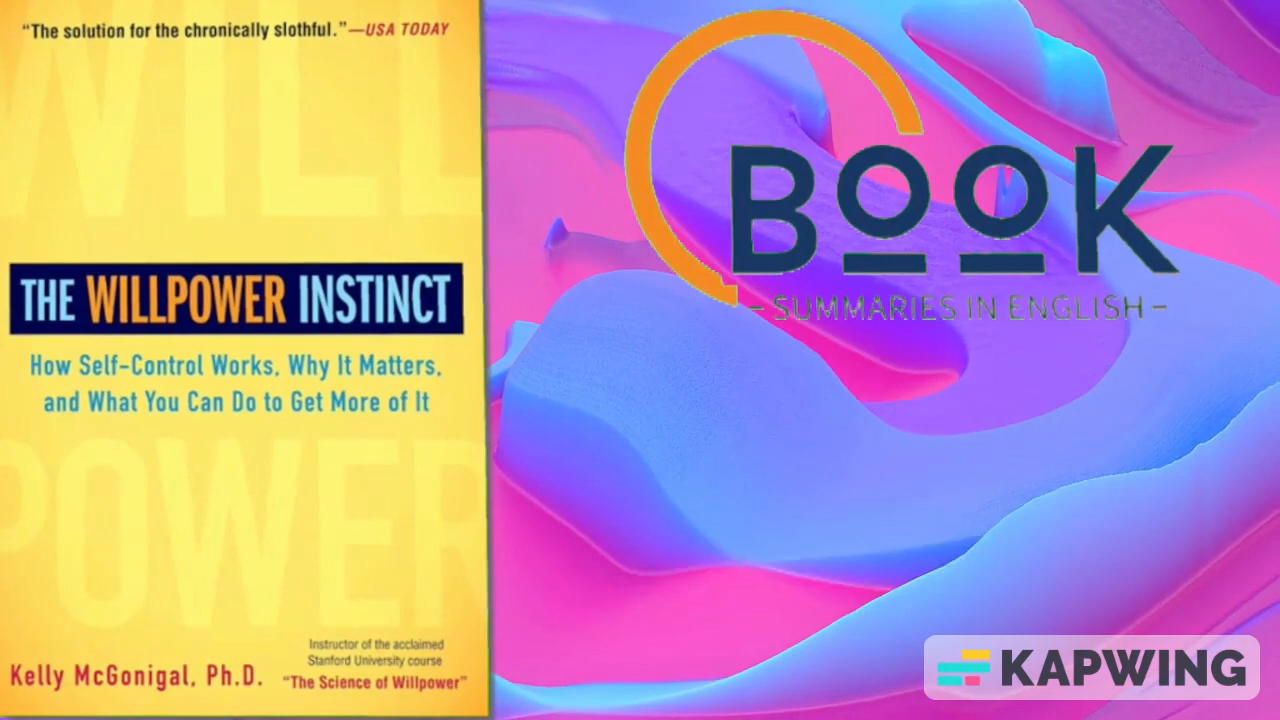 “The solution for the chronically slothful.”—USA TODAY
WILL
THE WILLPOWER INSTINCT
How Self-Control Works, Why It Matters,
and What You Can Do to Get More of It
POWER
Instructor of the acclaimed
Stanford University course
“The Science of Willpower”
Kelly McGonigal, Ph.D.
BOOK
– SUMMARIES IN ENGLISH –
KAPWING